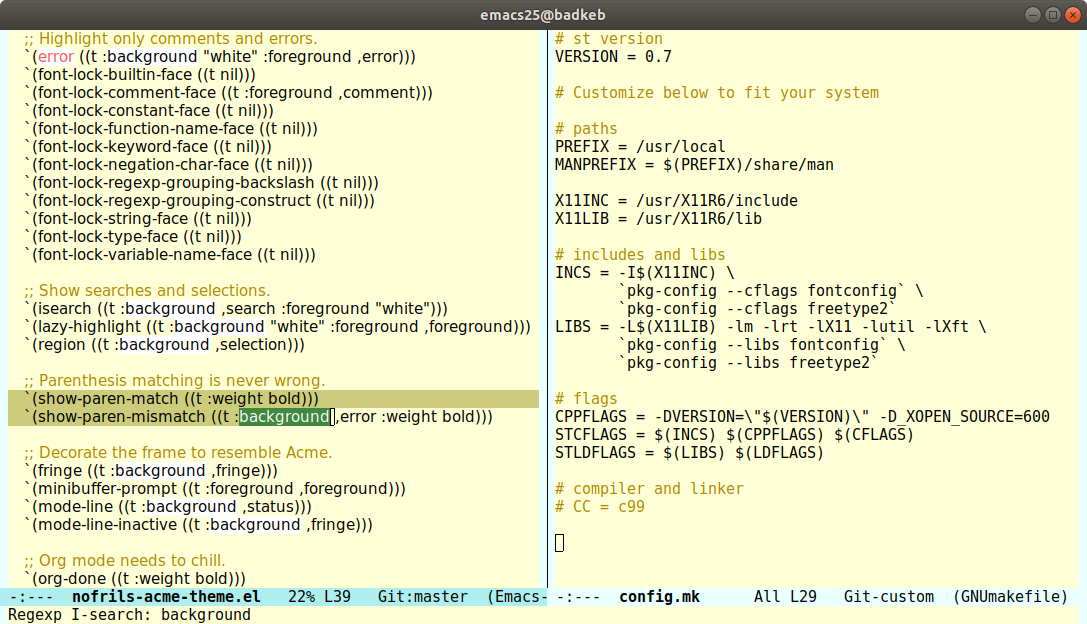 emacs25@badkeb
;; Highlight only comments and errors.
`(error ((t :background "white" :foreground ,error)))
`(font-lock-builtin-face ((t nil)))
`(font-lock-comment-face ((t :foreground ,comment)))
`(font-lock-constant-face ((t nil)))
`(font-lock-function-name-face ((t nil)))
`(font-lock-keyword-face ((t nil)))
`(font-lock-negation-char-face ((t nil)))
`(font-lock-regexp-grouping-backslash ((t nil)))
`(font-lock-regexp-grouping-construct ((t nil)))
`(font-lock-string-face ((t nil)))
`(font-lock-type-face ((t nil)))
`(font-lock-variable-name-face ((t nil)))
;; Show searches and selections.
`(isearch ((t :background ,search :foreground "white")))
`(lazy-highlight ((t :background "white" :foreground ,foreground)))
`(region ((t :background ,selection)))
;; Parenthesis matching is never wrong.
`(show-paren-match ((t :weight bold)))
`(show-paren-mismatch ((t :background ,error :weight bold)))
;; Decorate the frame to resemble Acme.
`(fringe ((t :background ,fringe)))
`(minibuffer-prompt ((t :foreground ,foreground)))
`(mode-line ((t :background ,status)))
`(mode-line-inactive ((t :background ,fringe)))
;; Org mode needs to chill.
`(org-done ((t :weight bold)))
-:---  nofrils-acme-theme.el   22% L39   Git:master  (Emacs-
# st version
VERSION = 0.7
# Customize below to fit your system
# paths
PREFIX = /usr/local
MANPREFIX = $(PREFIX)/share/man
X11INC = /usr/X11R6/include
X11LIB = /usr/X11R6/lib
# includes and libs
INCS = -I$(X11INC) \
`pkg-config --cflags fontconfig` \
`pkg-config --cflags freetype2`
LIBS = -L$(X11LIB) -lm -lrt -lX11 -lutil -lXft \
`pkg-config --libs fontconfig` \
`pkg-config --libs freetype2`
# flags
CPPFLAGS = -DVERSION=\"$(VERSION)\" -D_XOPEN_SOURCE=600
STCFLAGS = $(INCS) $(CPPFLAGS) $(CFLAGS)
STLDFLAGS = $(LIBS) $(LDFLAGS)
# compiler and linker
# CC = c99
-:---  config.mk      All L29   Git-custom  (GNUmakefile)
Regexp I-search: background